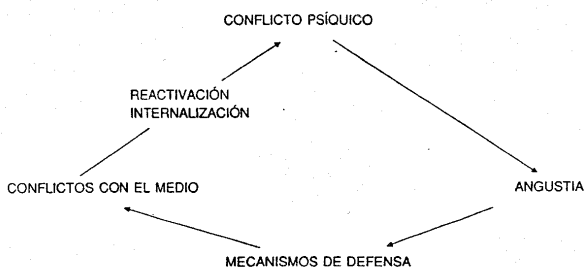 CONFLICTO PSÍQUICO
REACTIVACIÓN
INTERNALIZACIÓN
CONFLICTOS CON EL MEDIO
ANGUSTIA
MECANISMOS DE DEFENSA